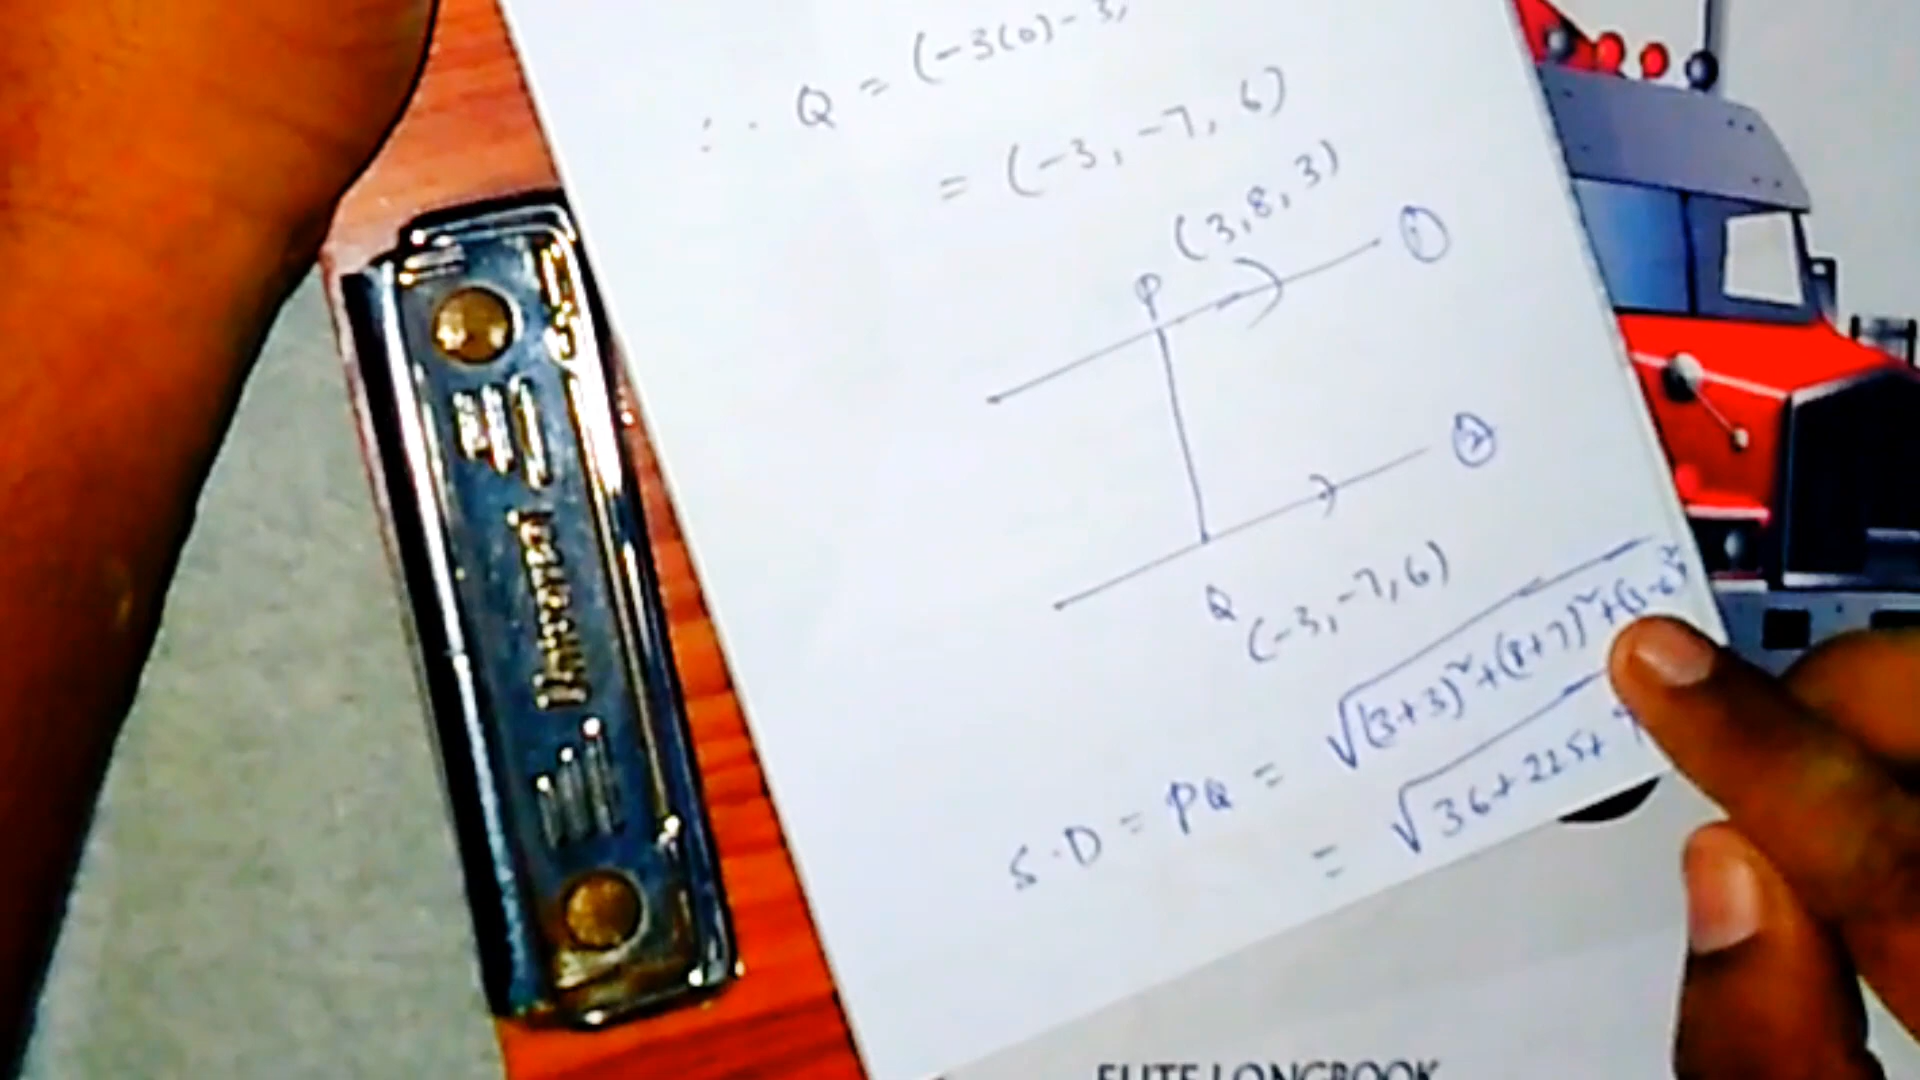 ∴ Q = (-3(0)-3,
= (-3, -7, 6)
(3, 8, 3)
P
1
2
Q
(-3, -7, 6)
S.D = PQ = √(3+3)²+(8+7)²+(3-6)²
= √36+225+
Universal
ELITE LONGBOOK